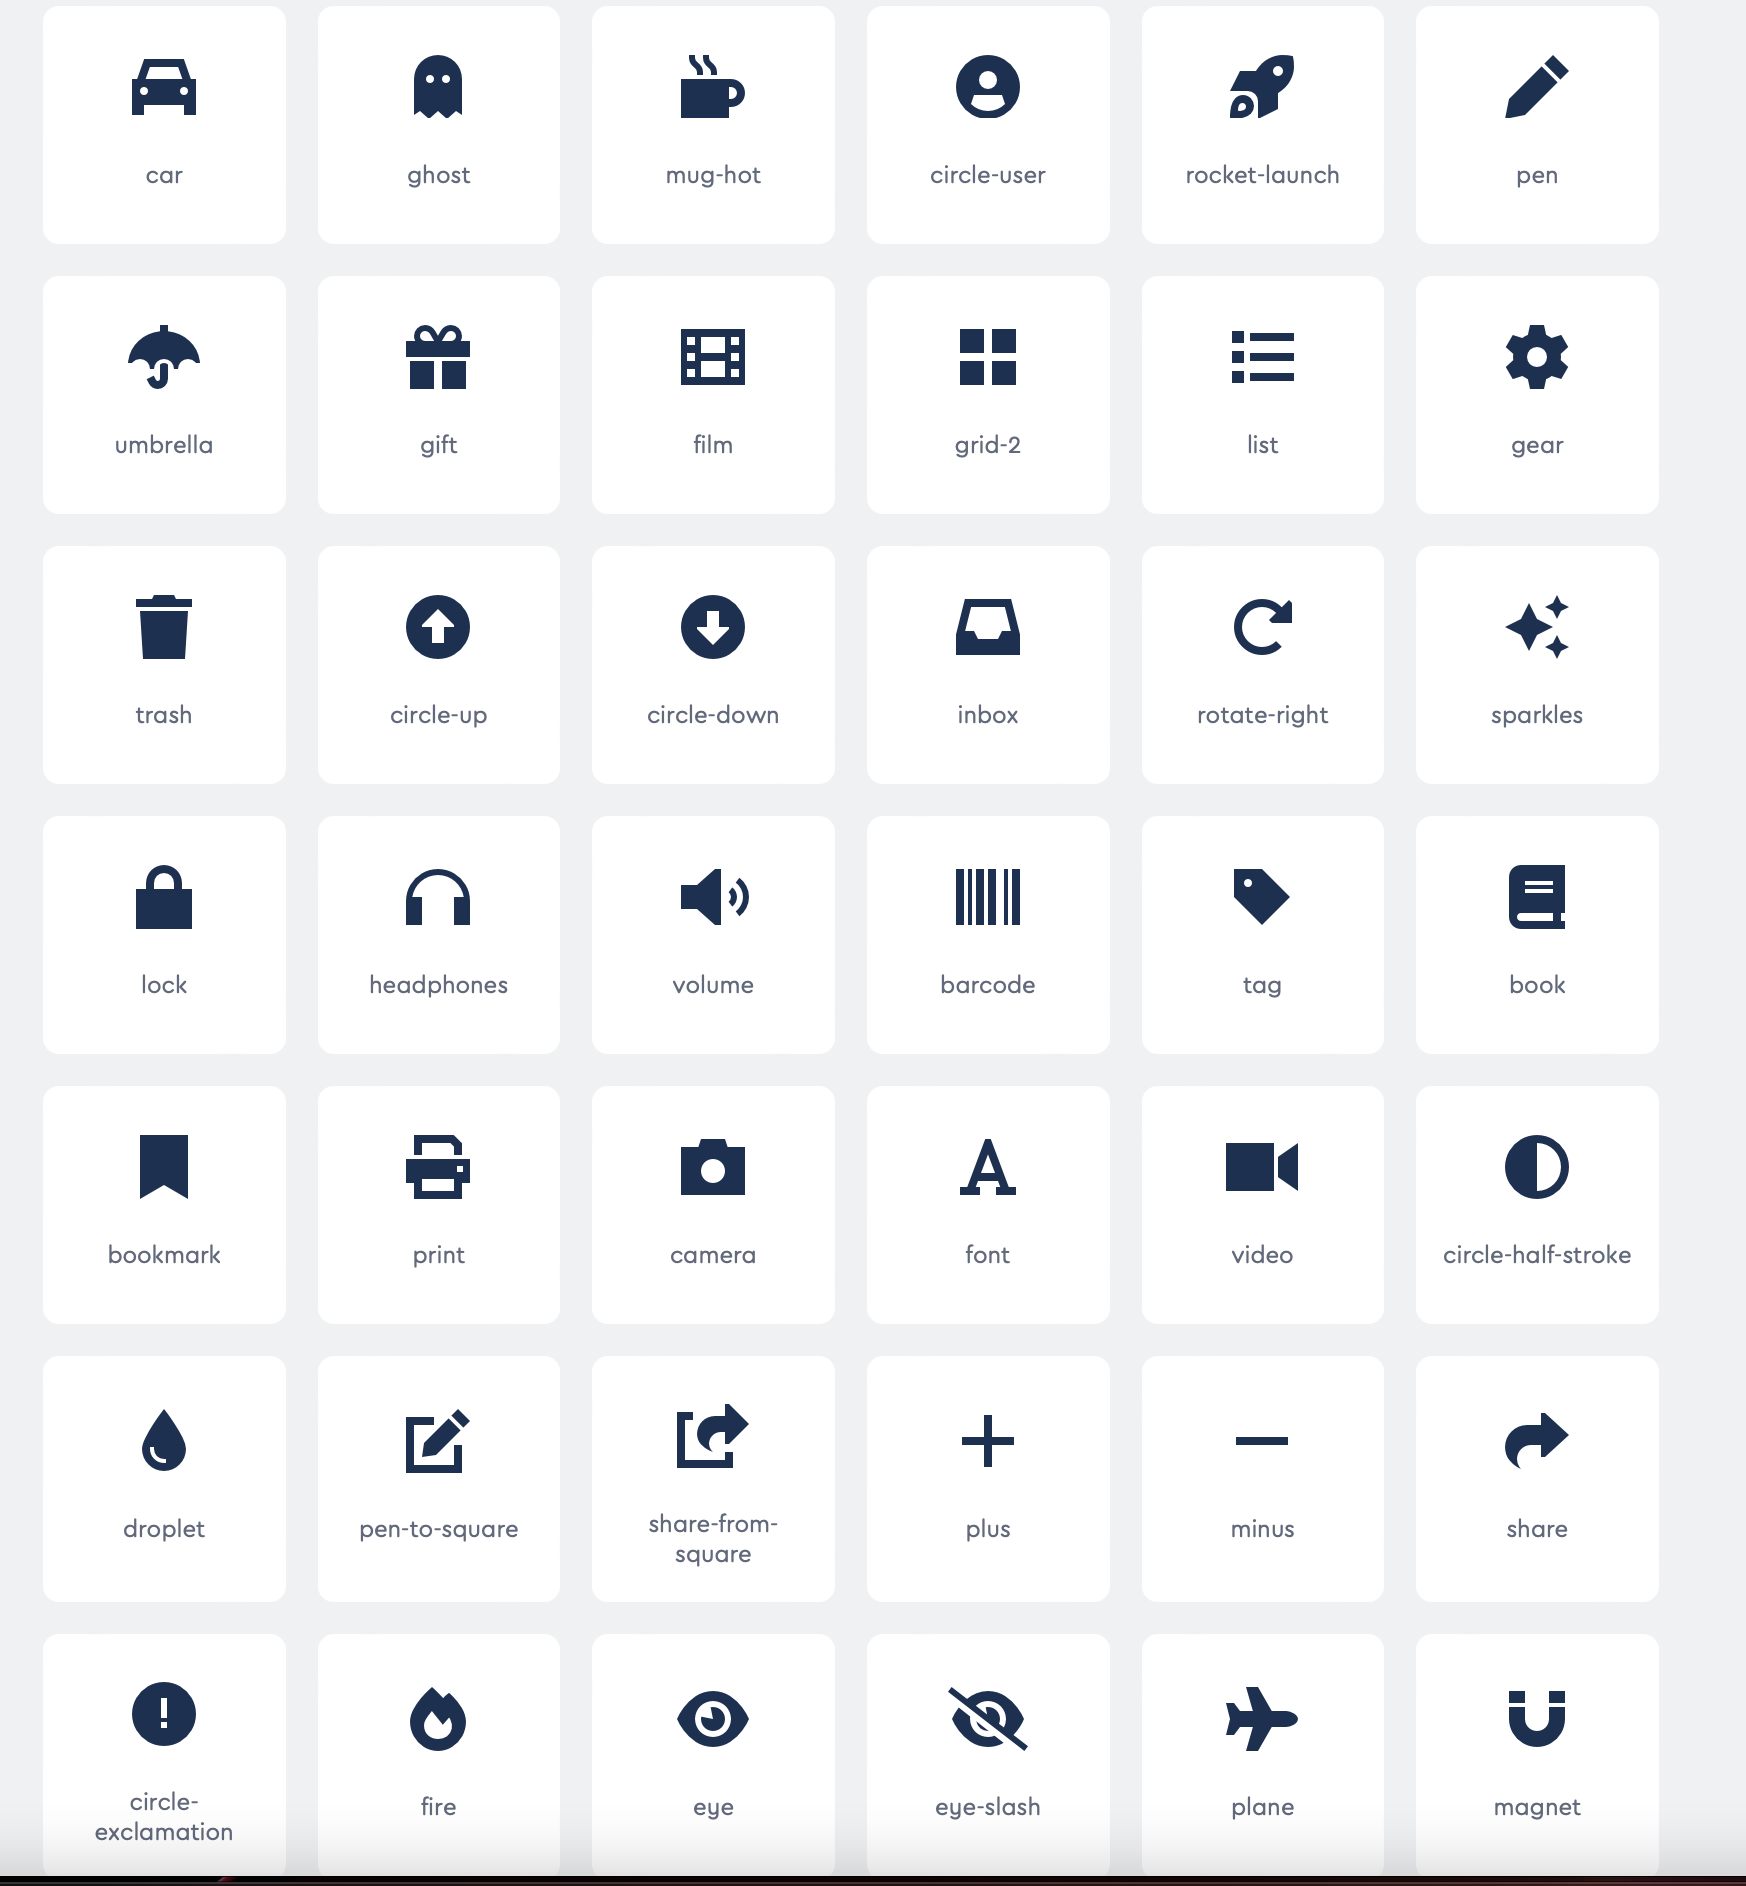 car
ghost
mug-hot
circle-user
rocket-launch
pen
umbrella
gift
film
grid-2
list
gear
trash
circle-up
circle-down
inbox
rotate-right
sparkles
lock
headphones
volume
barcode
tag
book
bookmark
print
camera
font
video
circle-half-stroke
droplet
pen-to-square
share-from-
square
plus
minus
share
circle-
exclamation
fire
eye
eye-slash
plane
magnet